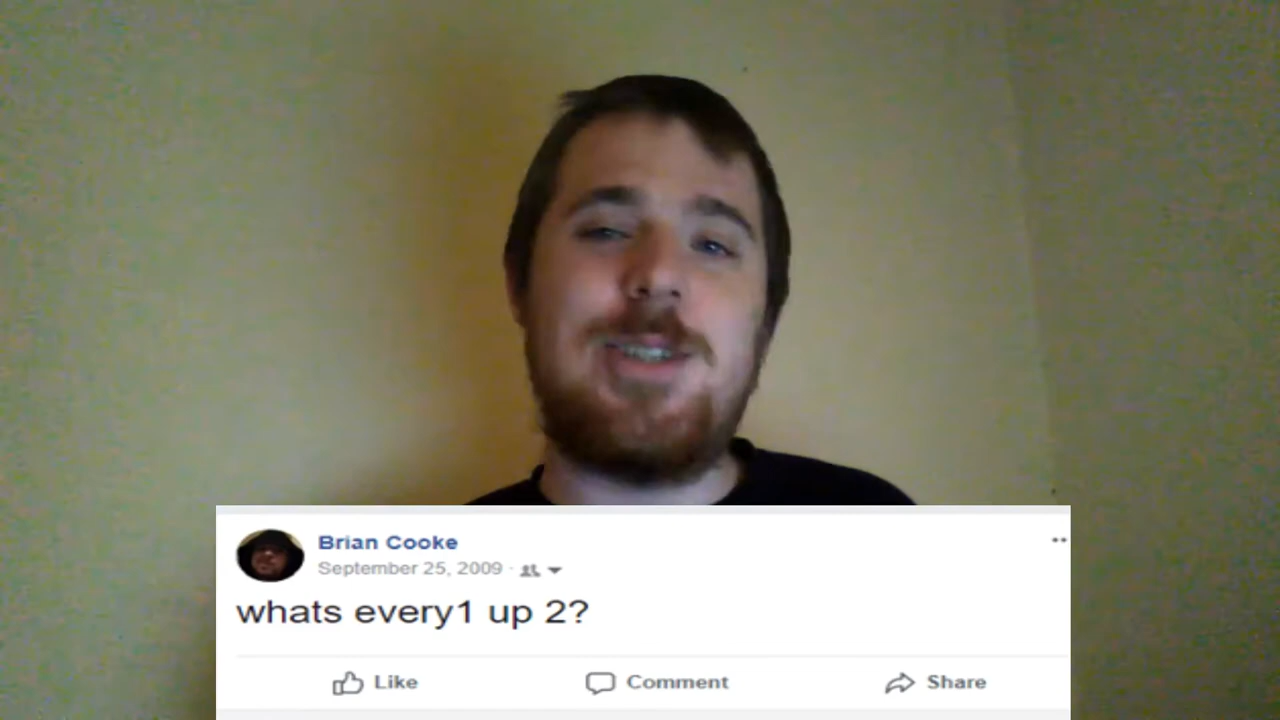 Brian Cooke
September 25, 2009
whats every1 up 2?
Like Comment Share